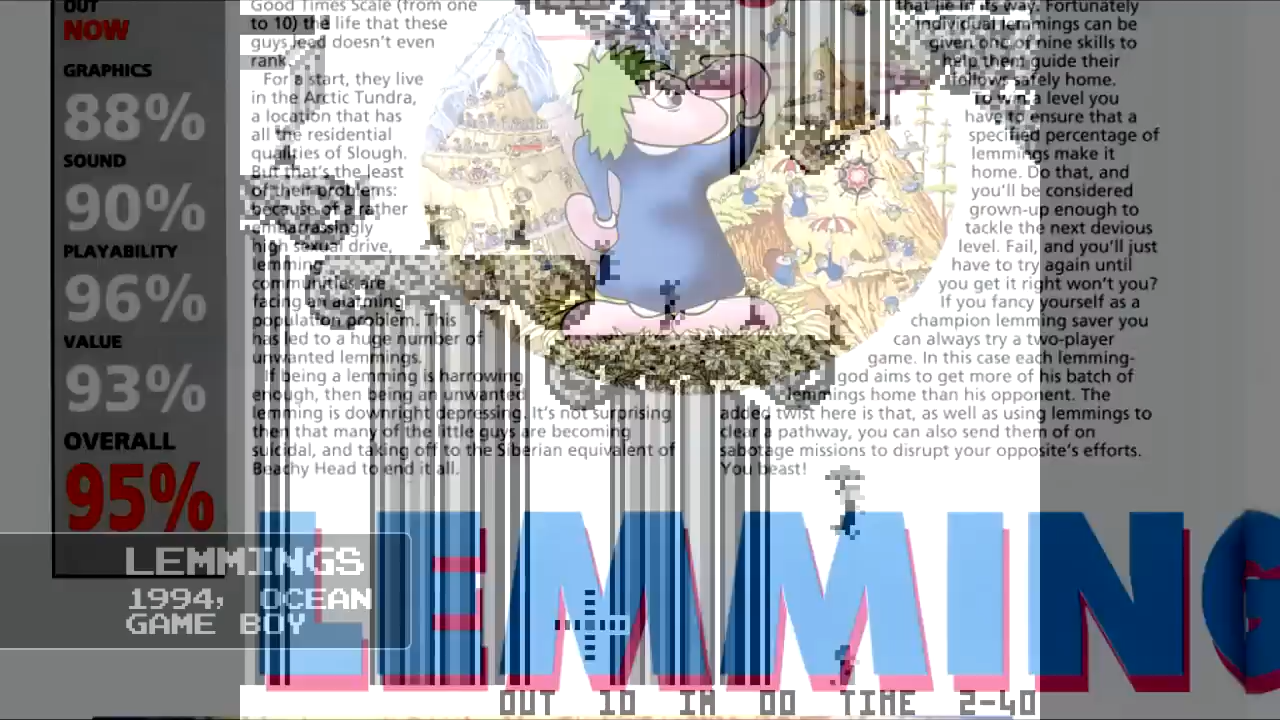 OUT
NOW
GRAPHICS
88%
SOUND
90%
PLAYABILITY
96%
VALUE
93%
OVERALL
95%
Good Times Scale (from one
to 10) the life that these
guys lead doesn't even
rank.
For a start, they live
in the Arctic Tundra,
a location that has
all the residential
qualities of Slough.
But that's the least
of their problems:
because of a rather
embarrassingly
high sexual drive,
lemming
communities are
facing an alarming
population problem. This
has led to a huge number of
unwanted lemmings.
If being a lemming is harrowing
enough, then being an unwanted
lemming is downright depressing. It's not surprising
then that many of the little guys are becoming
suicidal, and taking off to the Siberian equivalent of
Beachy Head to end it all.
that lie in its way. Fortunately
individual lemmings can be
given one of nine skills to
help them guide their
follows safely home.
To win a level you
have to ensure that a
specified percentage of
lemmings make it
home. Do that, and
you'll be considered
grown-up enough to
tackle the next devious
level. Fail, and you'll just
have to try again until
you get it right won't you?
If you fancy yourself as a
champion lemming saver you
can always try a two-player
game. In this case each lemming-
god aims to get more of his batch of
lemmings home than his opponent. The
added twist here is that, as well as using lemmings to
clear a pathway, you can also send them of on
sabotage missions to disrupt your opposite's efforts.
You beast!
LEMMING
LEMMINGS
1994, OCEAN
GAME BOY
OUT 10 IN 00 TIME 2-40